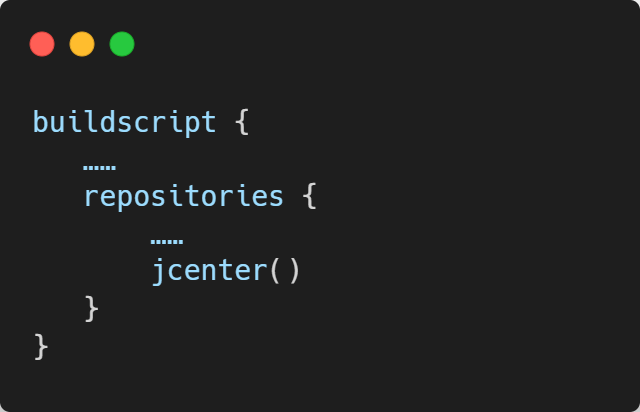 buildscript {
   ……
   repositories {
       ……
       jcenter()
   }
}